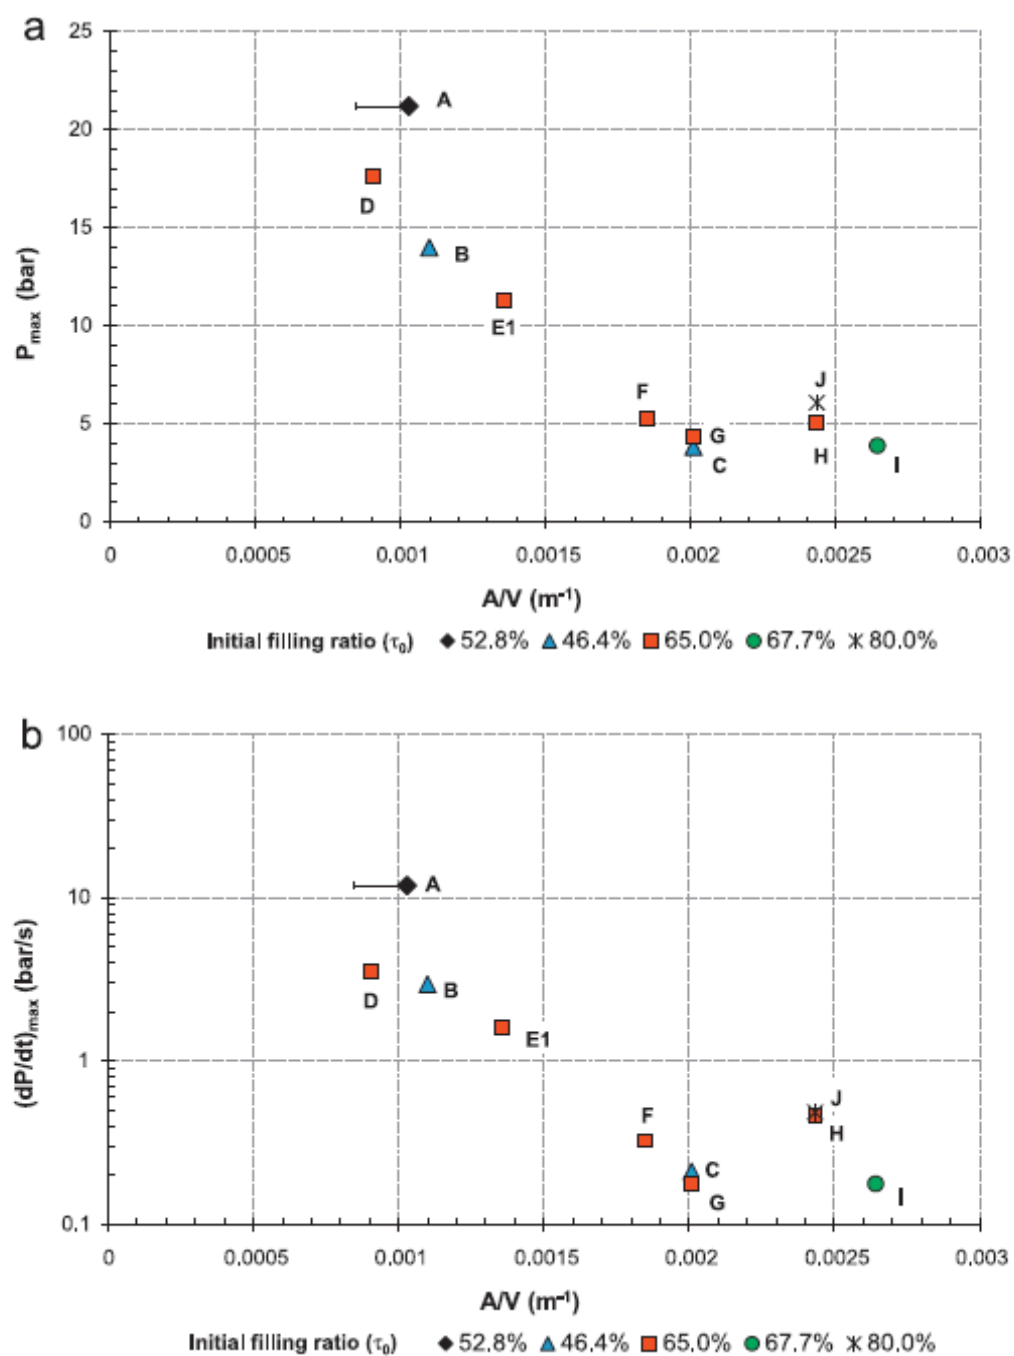 a
25
20
15
10
5
0
P_max (bar)
A
D
B
E1
F
G
C
J
H
I
0 0.0005 0.001 0.0015 0.002 0.0025 0.003
A/V (m⁻¹)
Initial filling ratio (τ₀) 52.8% 46.4% 65.0% 67.7% 80.0%
b
100
10
1
0.1
(dP/dt)_max (bar/s)
A
D
B
E1
F
C
G
J
H
I
0 0.0005 0.001 0.0015 0.002 0.0025 0.003
A/V (m⁻¹)
Initial filling ratio (τ₀) 52.8% 46.4% 65.0% 67.7% 80.0%